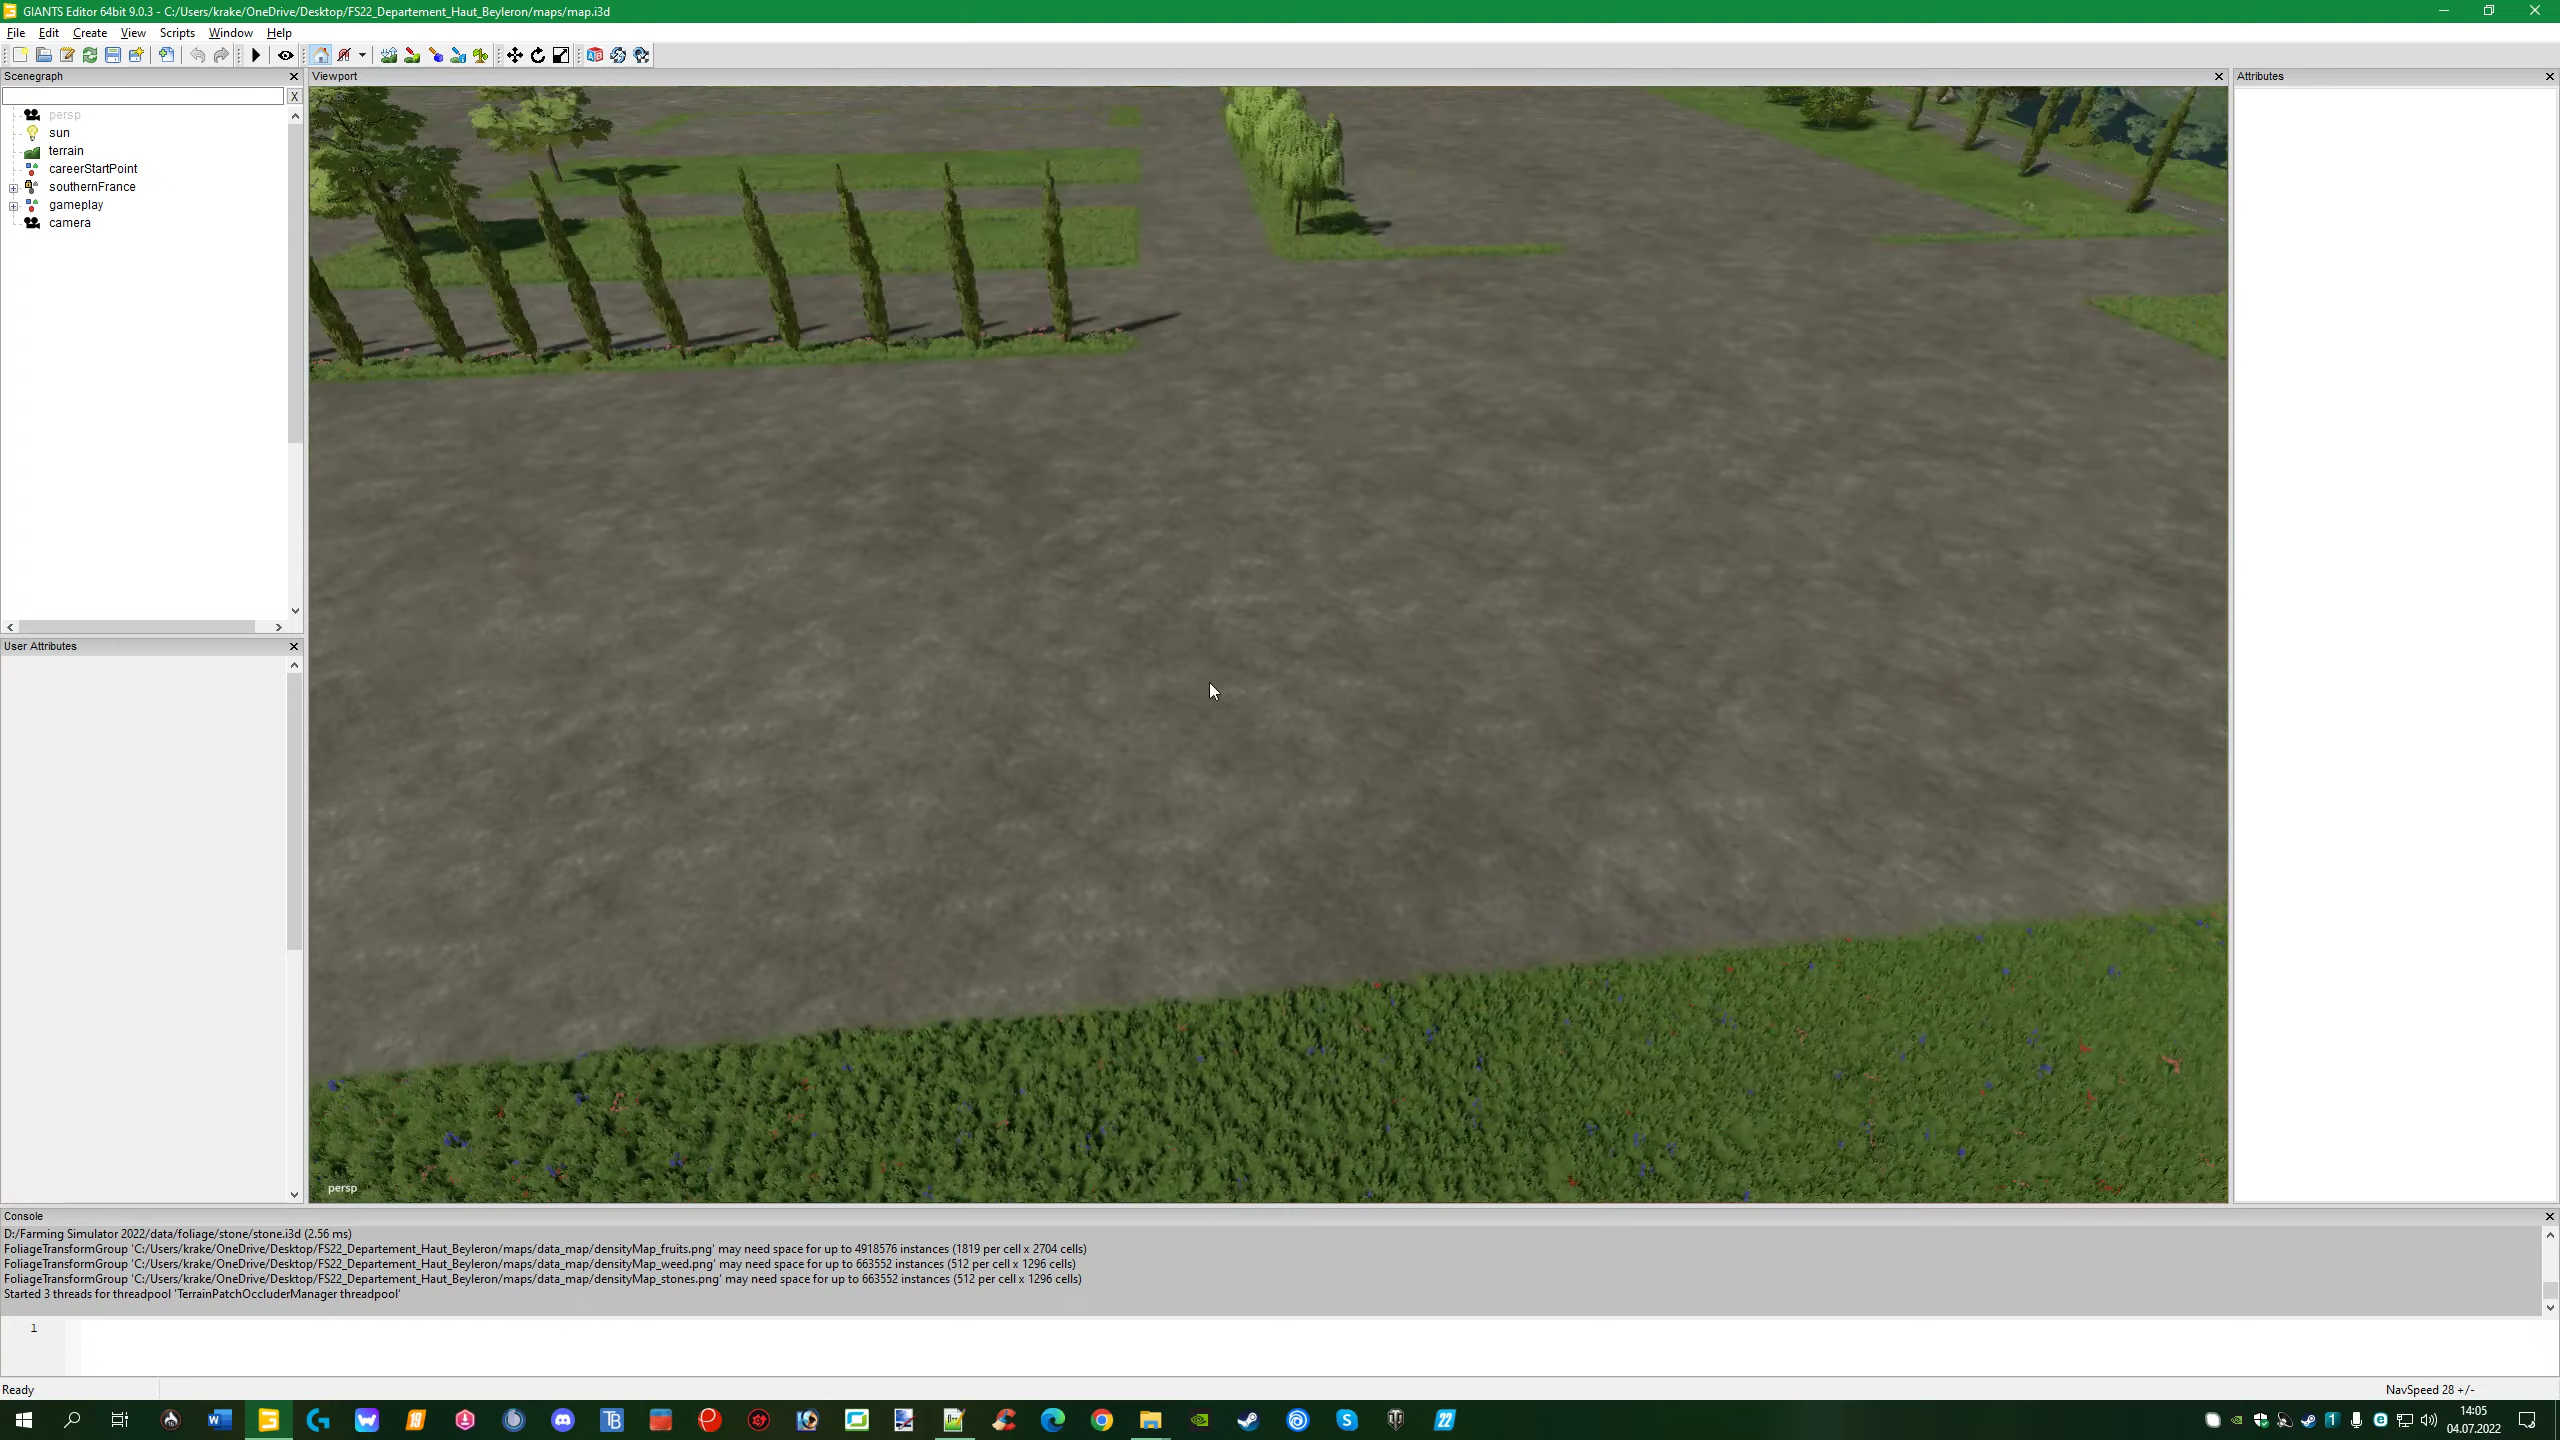 GIANTS Editor 64bit 9.0.3 - C:/Users/krake/OneDrive/Desktop/FS22_Departement_Haut_Beyleron/maps/map.i3d
File Edit Create View Scripts Window Help
Scenegraph
X
persp
sun
terrain
careerStartPoint
southernFrance
gameplay
camera
User Attributes
Viewport
persp
Attributes
Console
D:/Farming Simulator 2022/data/foliage/stone/stone.i3d (2.56 ms)
FoliageTransformGroup 'C:/Users/krake/OneDrive/Desktop/FS22_Departement_Haut_Beyleron/maps/data_map/densityMap_fruits.png' may need space for up to 4918576 instances (1819 per cell x 2704 cells)
FoliageTransformGroup 'C:/Users/krake/OneDrive/Desktop/FS22_Departement_Haut_Beyleron/maps/data_map/densityMap_weed.png' may need space for up to 663552 instances (512 per cell x 1296 cells)
FoliageTransformGroup 'C:/Users/krake/OneDrive/Desktop/FS22_Departement_Haut_Beyleron/maps/data_map/densityMap_stones.png' may need space for up to 663552 instances (512 per cell x 1296 cells)
Started 3 threads for threadpool 'TerrainPatchOccluderManager threadpool'
1
Ready
NavSpeed 28 +/-
19
TB
22
14:05
04.07.2022